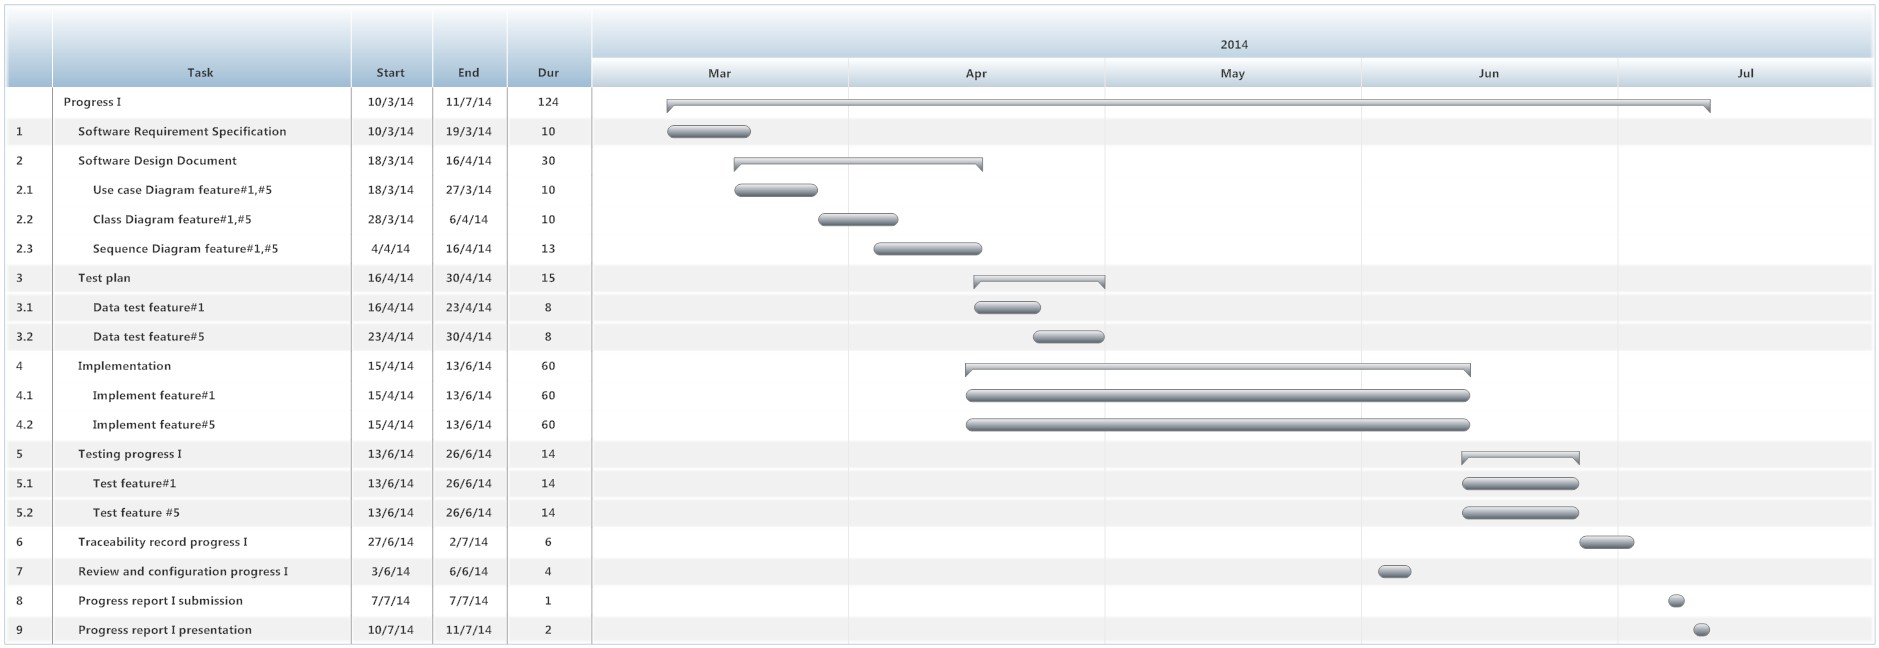 2014
Task Start End Dur Mar Apr May Jun Jul
Progress I 10/3/14 11/7/14 124
1 Software Requirement Specification 10/3/14 19/3/14 10
2 Software Design Document 18/3/14 16/4/14 30
2.1 Use case Diagram feature#1,#5 18/3/14 27/3/14 10
2.2 Class Diagram feature#1,#5 28/3/14 6/4/14 10
2.3 Sequence Diagram feature#1,#5 4/4/14 16/4/14 13
3 Test plan 16/4/14 30/4/14 15
3.1 Data test feature#1 16/4/14 23/4/14 8
3.2 Data test feature#5 23/4/14 30/4/14 8
4 Implementation 15/4/14 13/6/14 60
4.1 Implement feature#1 15/4/14 13/6/14 60
4.2 Implement feature#5 15/4/14 13/6/14 60
5 Testing progress I 13/6/14 26/6/14 14
5.1 Test feature#1 13/6/14 26/6/14 14
5.2 Test feature #5 13/6/14 26/6/14 14
6 Traceability record progress I 27/6/14 2/7/14 6
7 Review and configuration progress I 3/6/14 6/6/14 4
8 Progress report I submission 7/7/14 7/7/14 1
9 Progress report I presentation 10/7/14 11/7/14 2